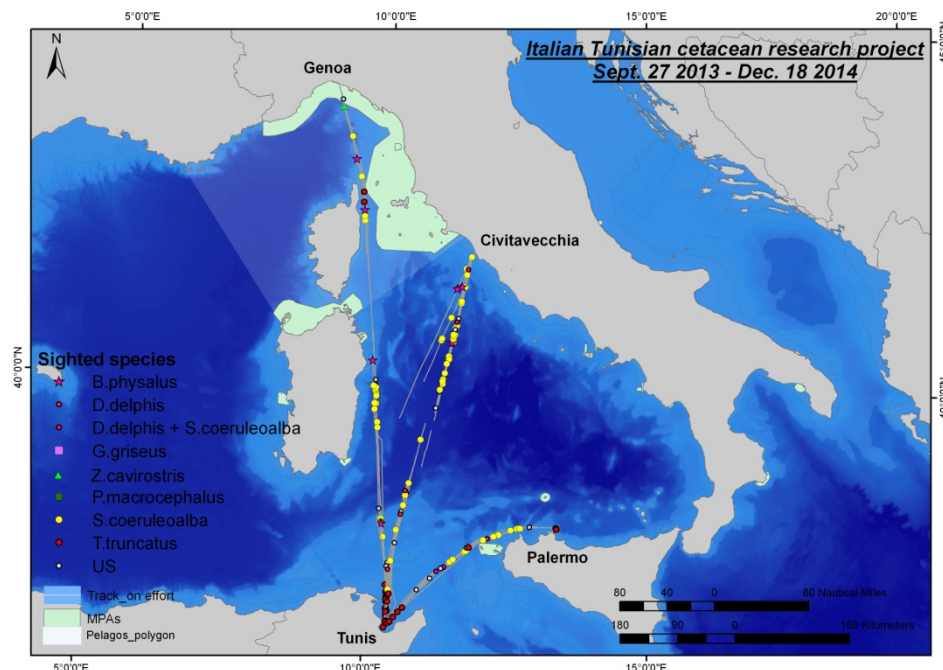 5°0'0"E 10°0'0"E 15°0'0"E 20°0'0"E
Italian Tunisian cetacean research project
Sept. 27 2013 - Dec. 18 2014
N
Genoa
45°0'0"N
Civitavecchia
40°0'0"N
40°0'0"N
Sighted species
B.physalus
D.delphis
D.delphis + S.coeruleoalba
G.griseus
Z.cavirostris
P.macrocephalus
S.coeruleoalba
T.truncatus
US
Palermo
Track_on effort
MPAs
Pelagos_polygon
Tunis
80 40 0 80 Nautical Miles
180 90 0 180 Kilometers
5°0'0"E 10°0'0"E 15°0'0"E